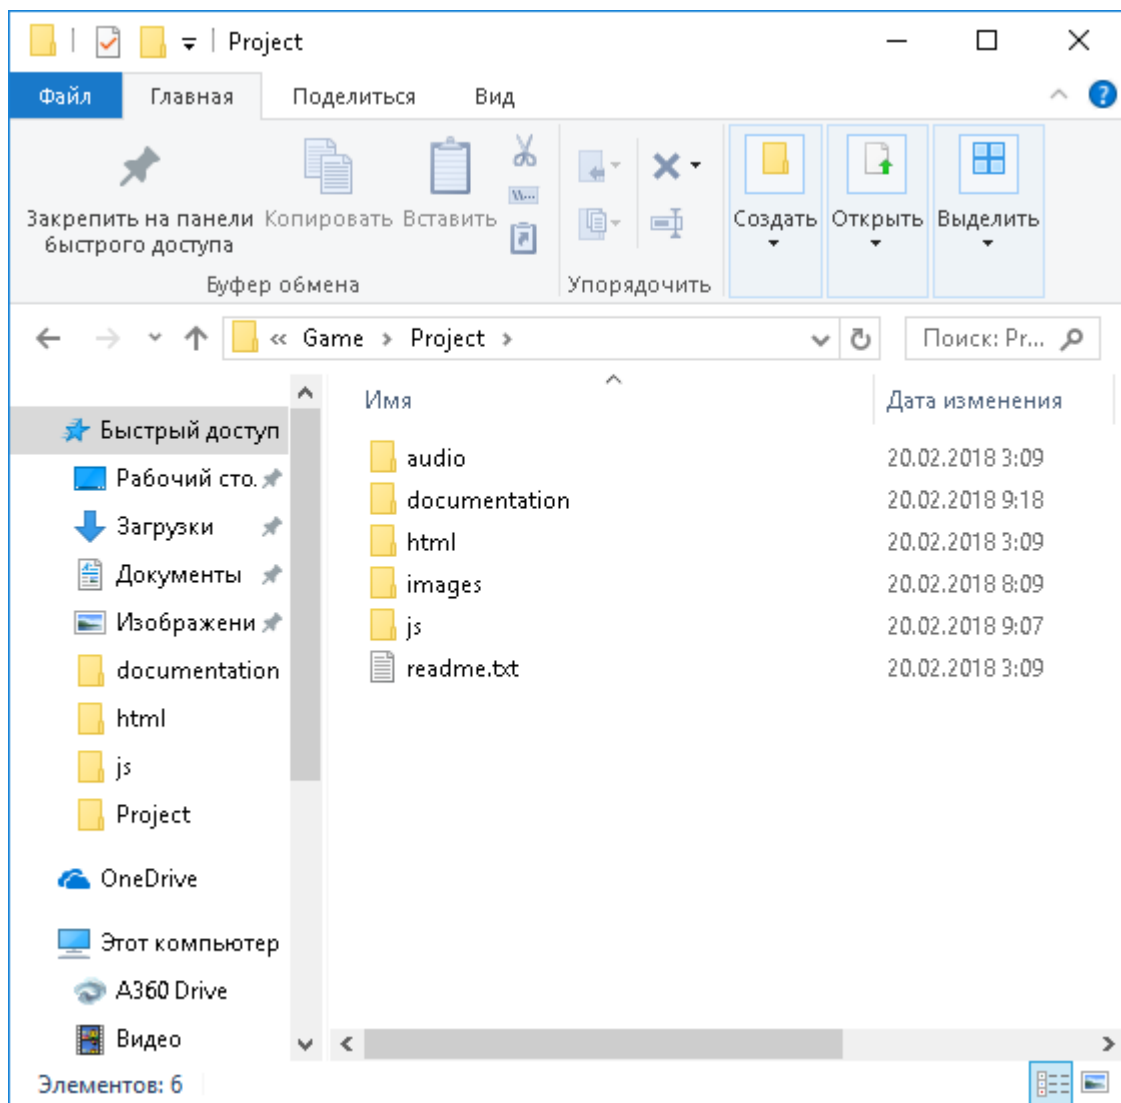 Project
Файл Главная Поделиться Вид
Закрепить на панели быстрого доступа
Копировать Вставить
Создать Открыть Выделить
Буфер обмена Упорядочить
« Game › Project ›
Поиск: Pr...
Имя Дата изменения
Быстрый доступ
Рабочий сто.
Загрузки
Документы
Изображени
documentation
html
js
Project
OneDrive
Этот компьютер
A360 Drive
Видео
audio 20.02.2018 3:09
documentation 20.02.2018 9:18
html 20.02.2018 3:09
images 20.02.2018 8:09
js 20.02.2018 9:07
readme.txt 20.02.2018 3:09
Элементов: 6